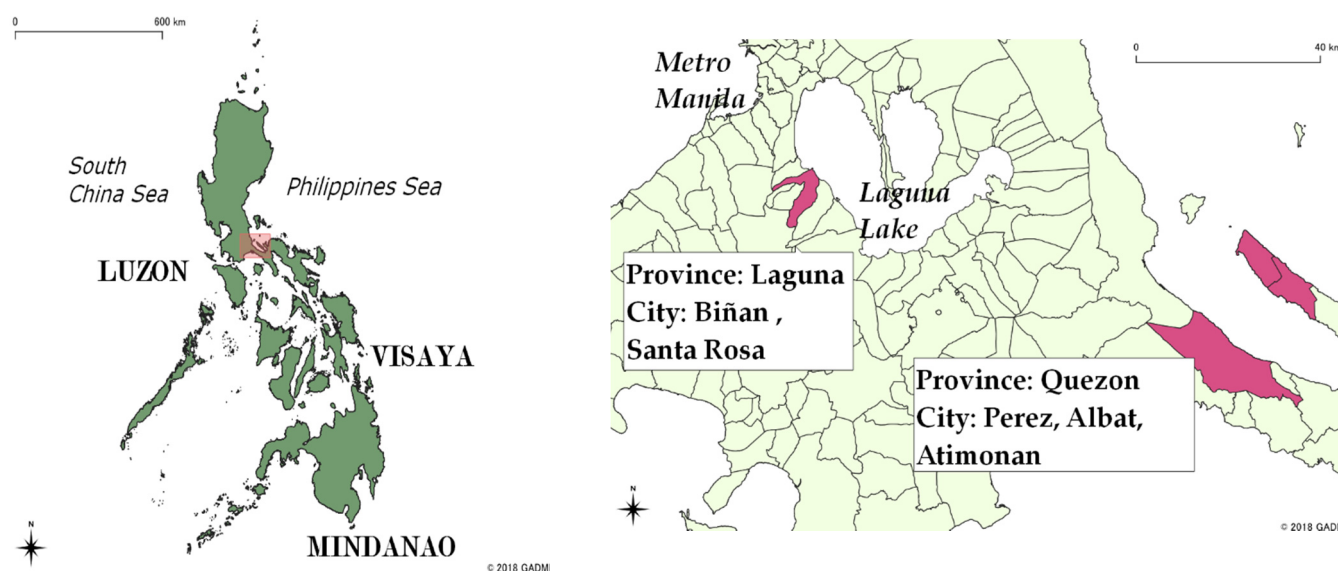 0 600 km
South
China Sea
Philippines Sea
LUZON
VISAYA
MINDANAO
N
© 2018 GADM
0 40 km
Metro
Manila
Laguna
Lake
Province: Laguna
City: Biñan ,
Santa Rosa
Province: Quezon
City: Perez, Albat,
Atimonan
N
© 2018 GADM